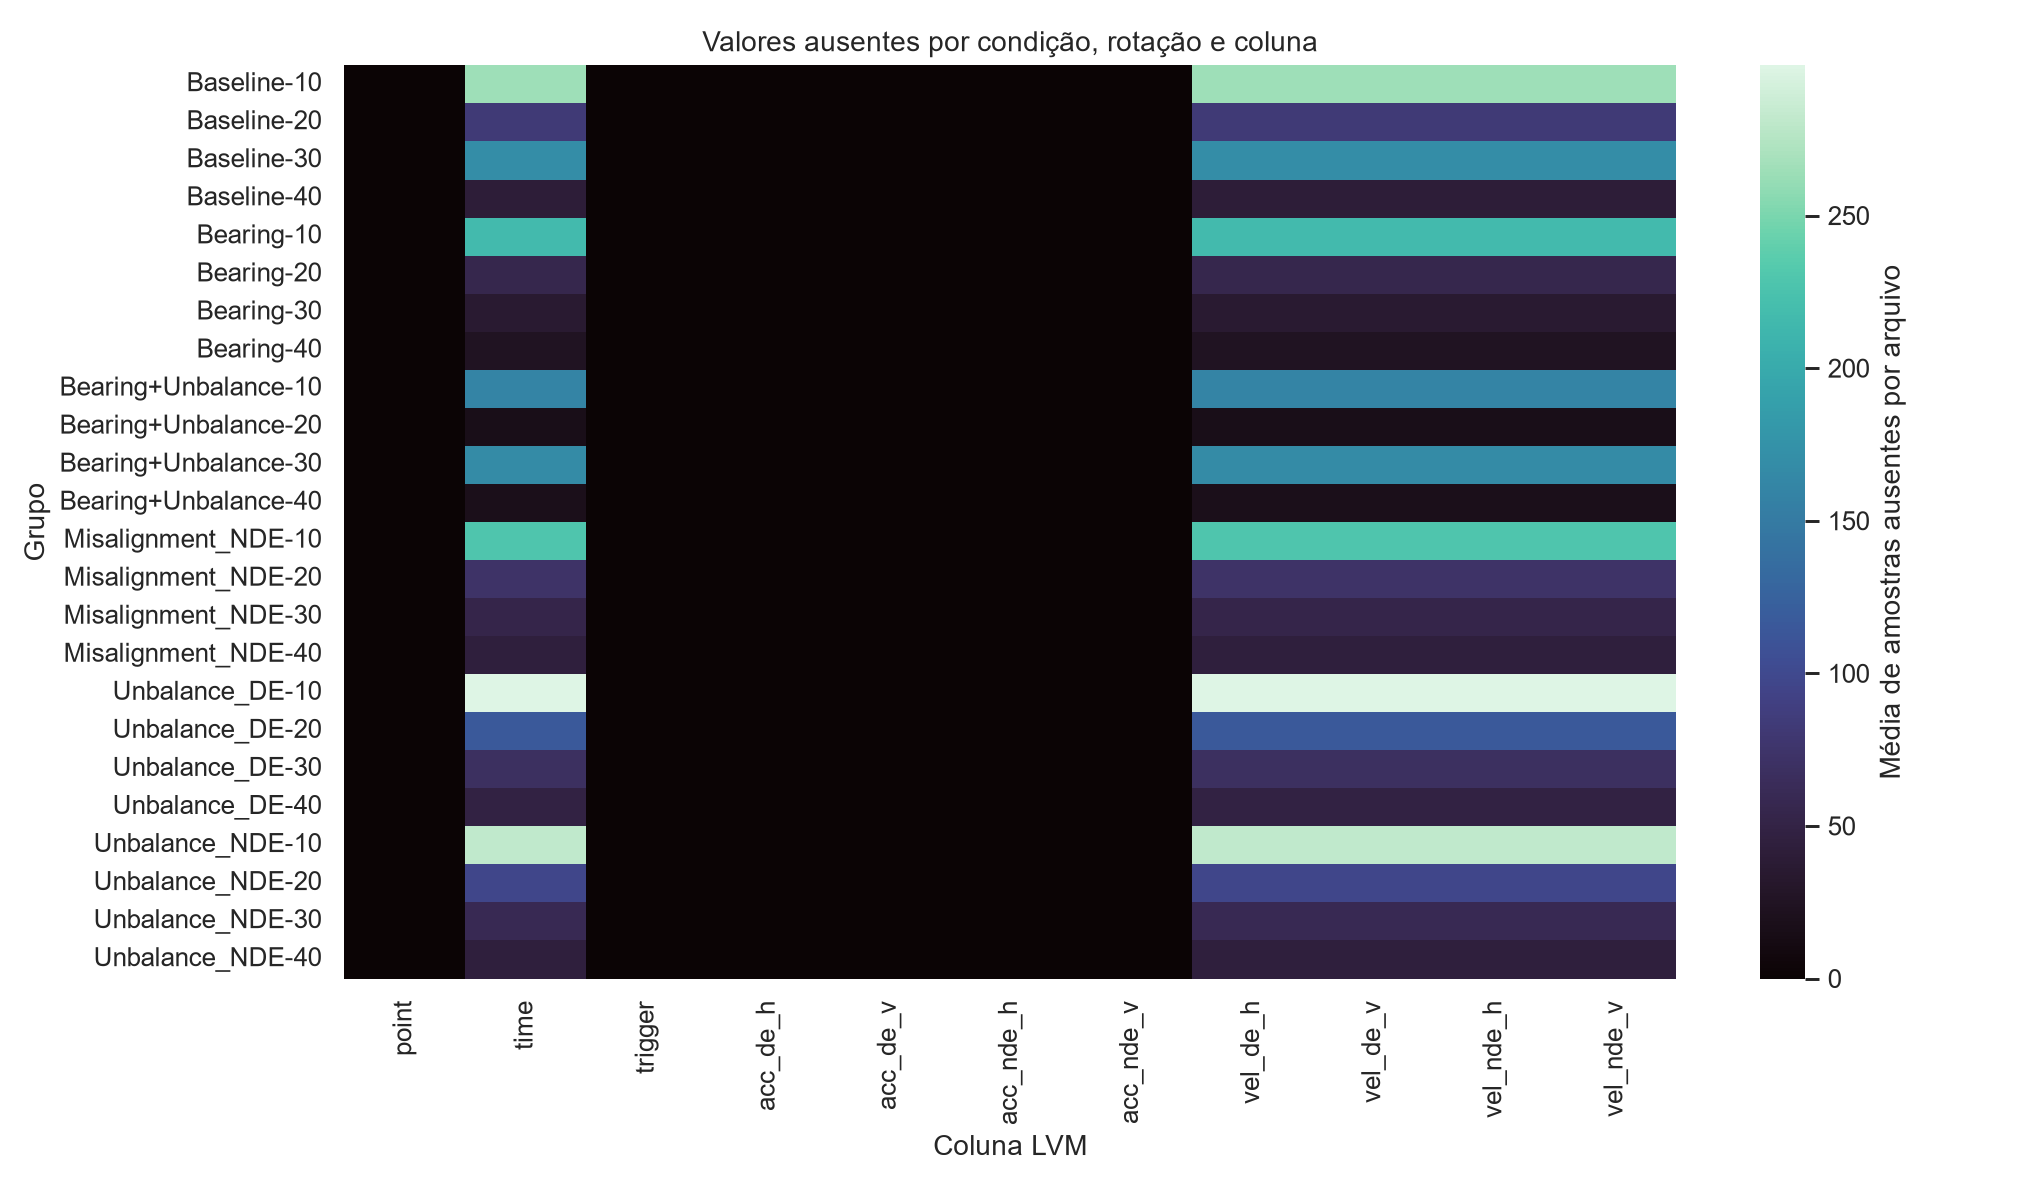 Valores ausentes por condição, rotação e coluna
Grupo
Baseline-10
Baseline-20
Baseline-30
Baseline-40
Bearing-10
Bearing-20
Bearing-30
Bearing-40
Bearing+Unbalance-10
Bearing+Unbalance-20
Bearing+Unbalance-30
Bearing+Unbalance-40
Misalignment_NDE-10
Misalignment_NDE-20
Misalignment_NDE-30
Misalignment_NDE-40
Unbalance_DE-10
Unbalance_DE-20
Unbalance_DE-30
Unbalance_DE-40
Unbalance_NDE-10
Unbalance_NDE-20
Unbalance_NDE-30
Unbalance_NDE-40
point
time
trigger
acc_de_h
acc_de_v
acc_nde_h
acc_nde_v
vel_de_h
vel_de_v
vel_nde_h
vel_nde_v
Coluna LVM
250
200
150
100
50
0
Média de amostras ausentes por arquivo